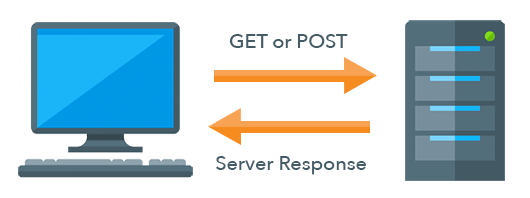 GET or POST
Server Response